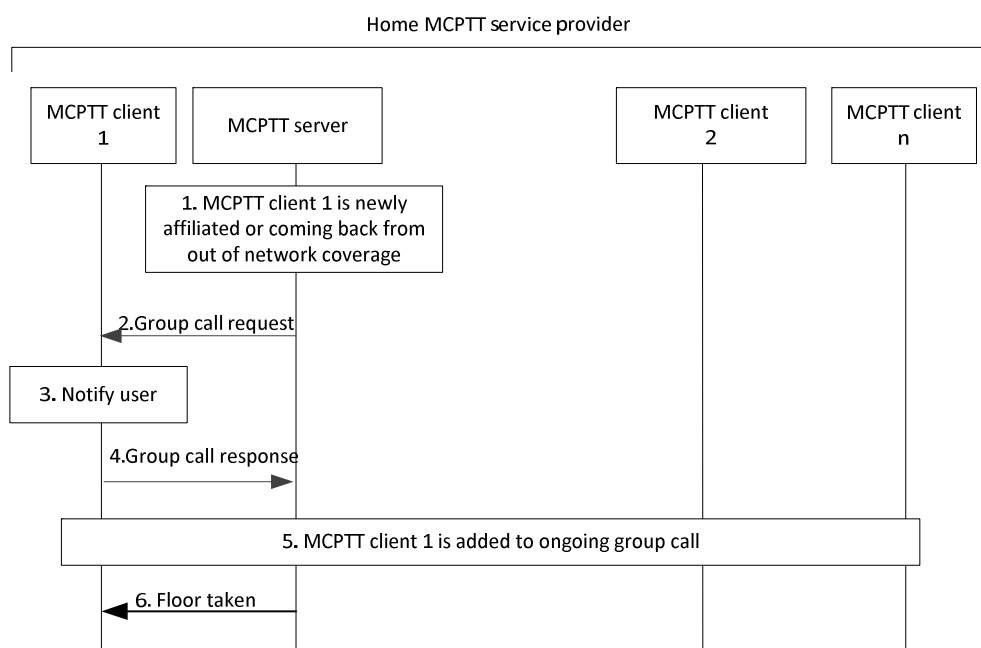 Home MCPTT service provider
MCPTT client
1
MCPTT server
MCPTT client
2
MCPTT client
n
1. MCPTT client 1 is newly
affiliated or coming back from
out of network coverage
2.Group call request
3. Notify user
4.Group call response
5. MCPTT client 1 is added to ongoing group call
6. Floor taken